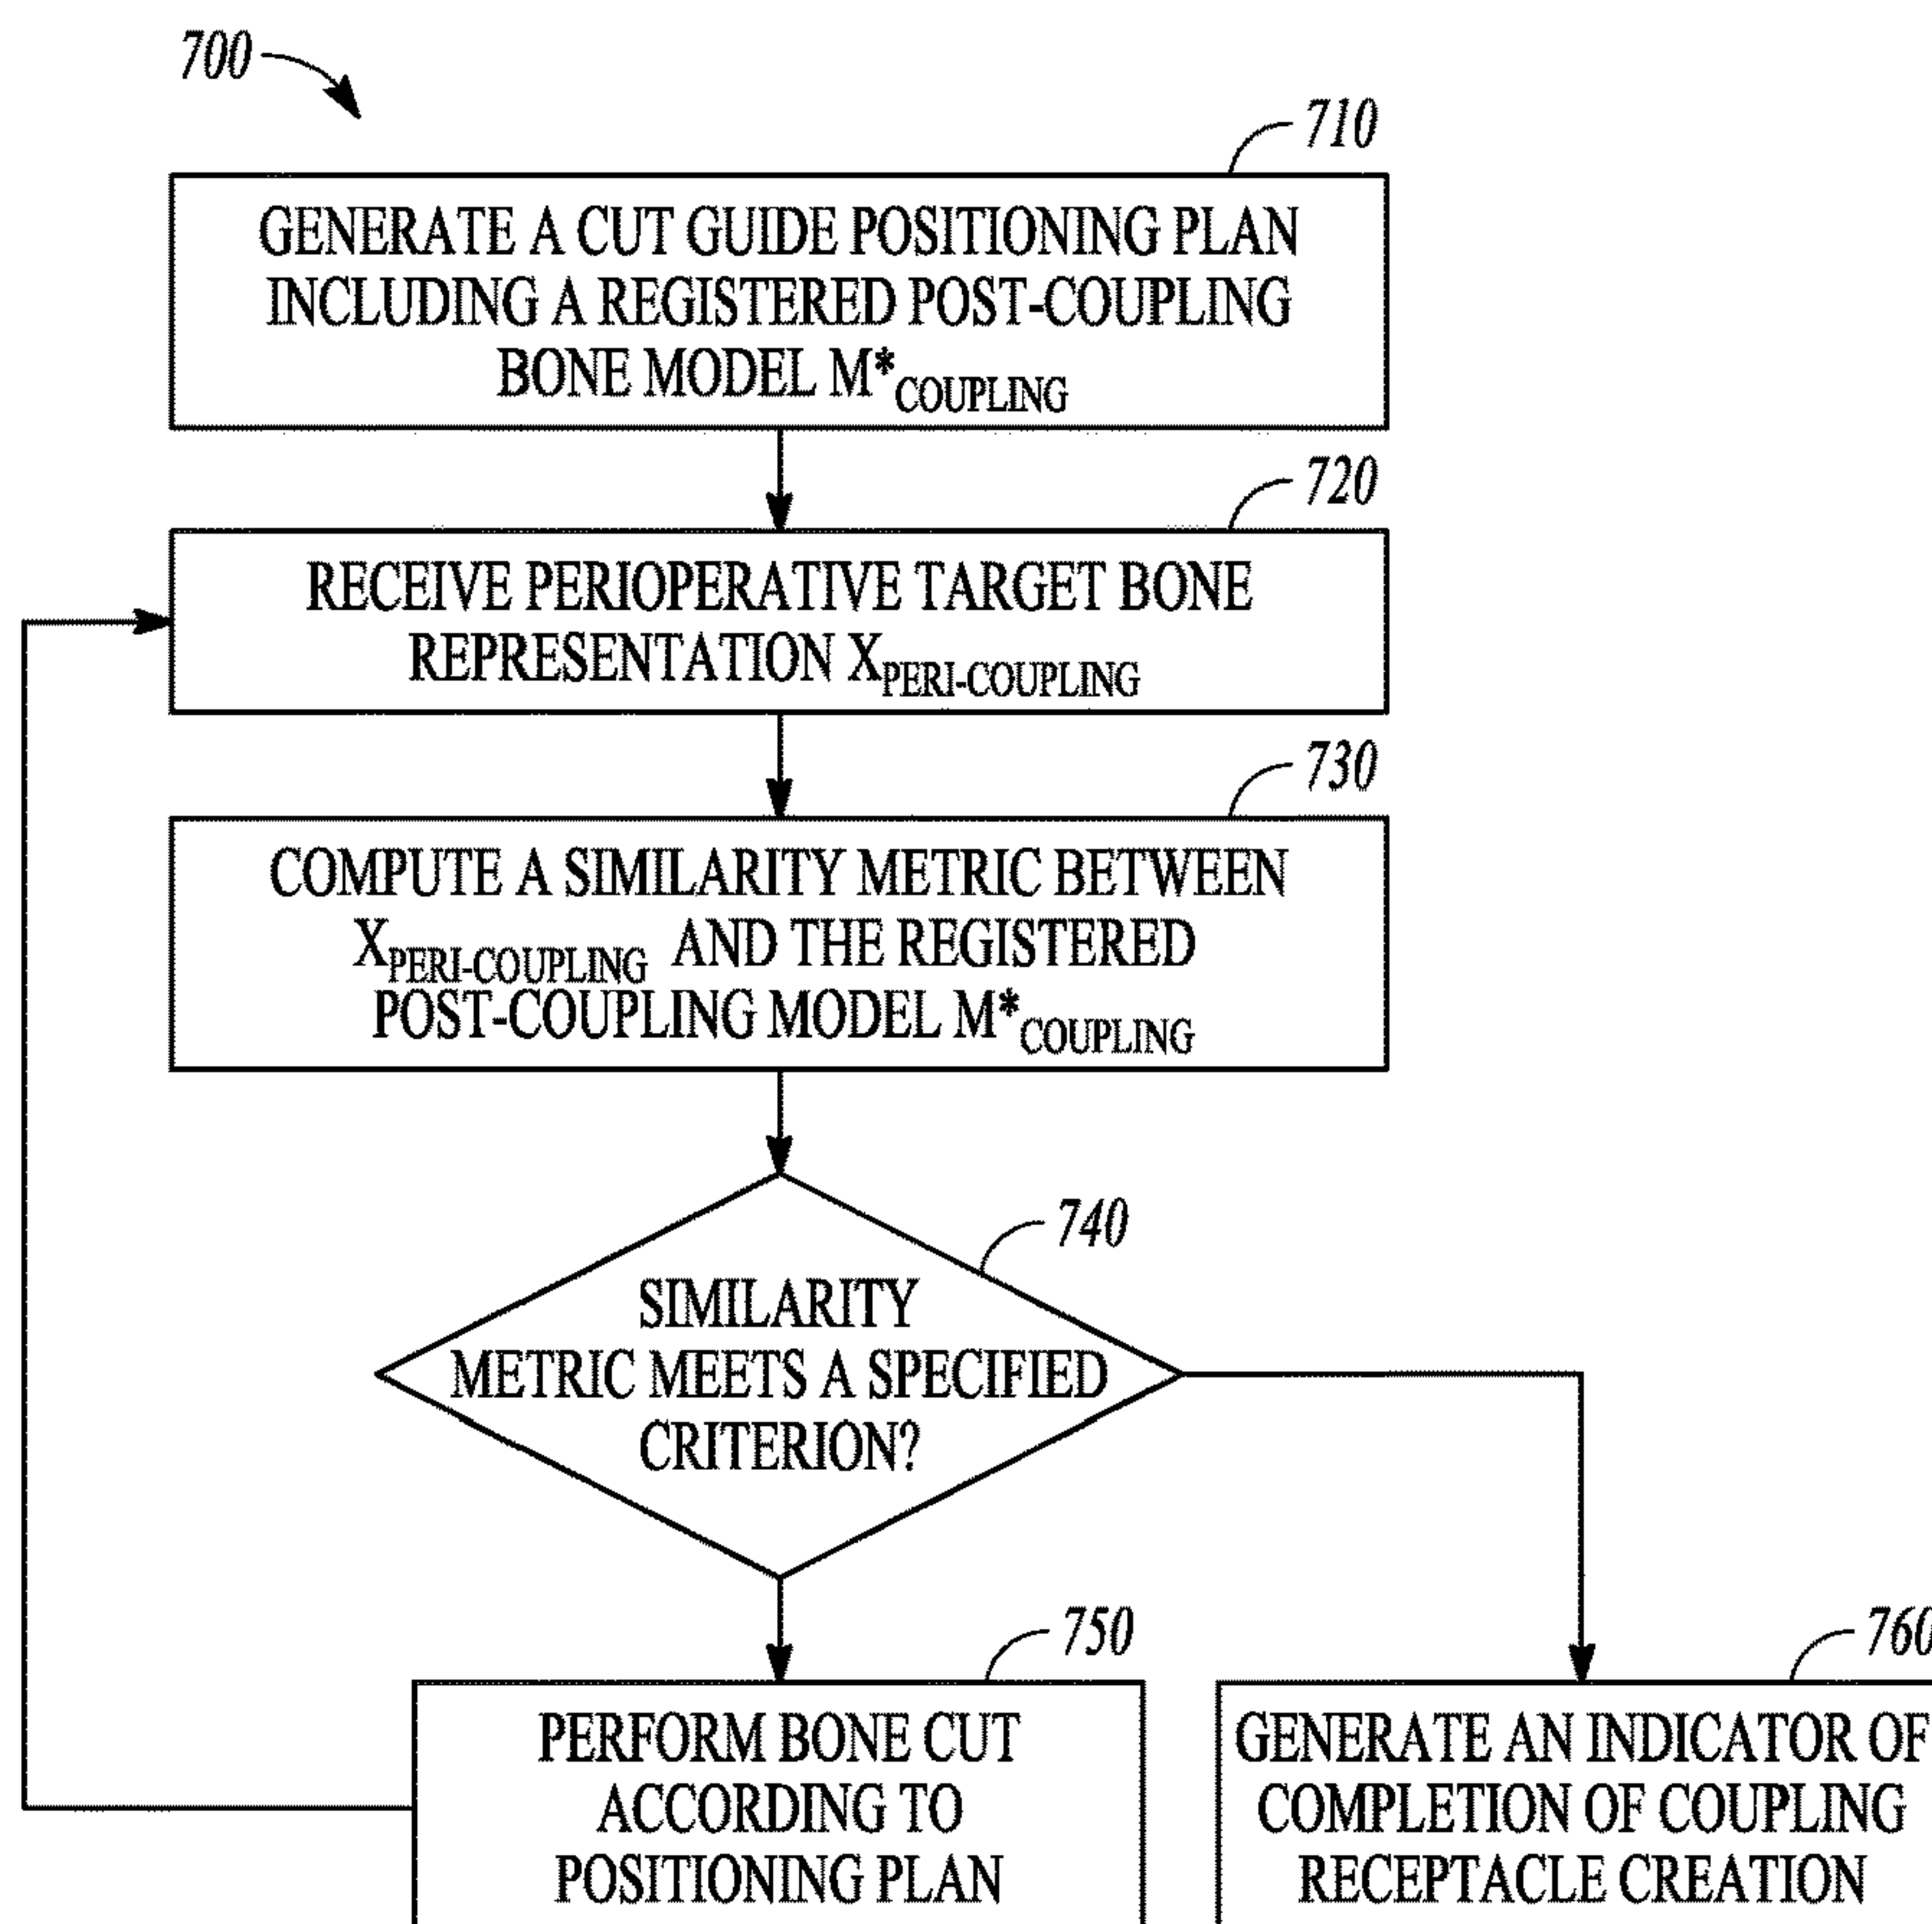 700
710
GENERATE A CUT GUIDE POSITIONING PLAN
INCLUDING A REGISTERED POST-COUPLING
BONE MODEL M*COUPLING
720
RECEIVE PERIOPERATIVE TARGET BONE
REPRESENTATION XPERI-COUPLING
730
COMPUTE A SIMILARITY METRIC BETWEEN
XPERI-COUPLING AND THE REGISTERED
POST-COUPLING MODEL M*COUPLING
740
SIMILARITY
METRIC MEETS A SPECIFIED
CRITERION?
750
PERFORM BONE CUT
ACCORDING TO
POSITIONING PLAN
760
GENERATE AN INDICATOR OF
COMPLETION OF COUPLING
RECEPTACLE CREATION